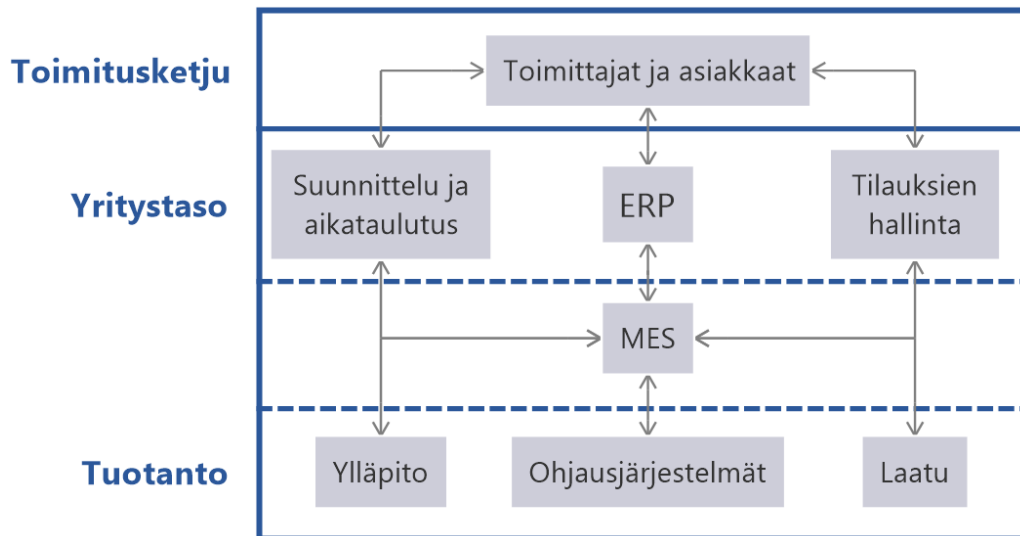 Toimitusketju
Toimittajat ja asiakkaat
Yritystaso
Suunnittelu ja
aikataulutus
ERP
Tilauksien
hallinta
MES
Tuotanto
Ylläpito
Ohjausjärjestelmät
Laatu